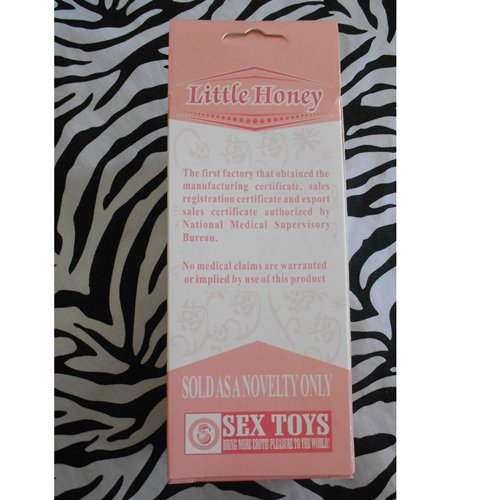 Little Honey
The first factory that obtained the
manufacturing certificate, sales
registration certificate and export
sales certificate authorized by
National Medical Supervisory
Bureau.
No medical claims are warranted
or implied by use of this product
SOLD AS A NOVELTY ONLY
SEX TOYS
BRING MORE EROTIC PLEASURE TO THE WORLD!